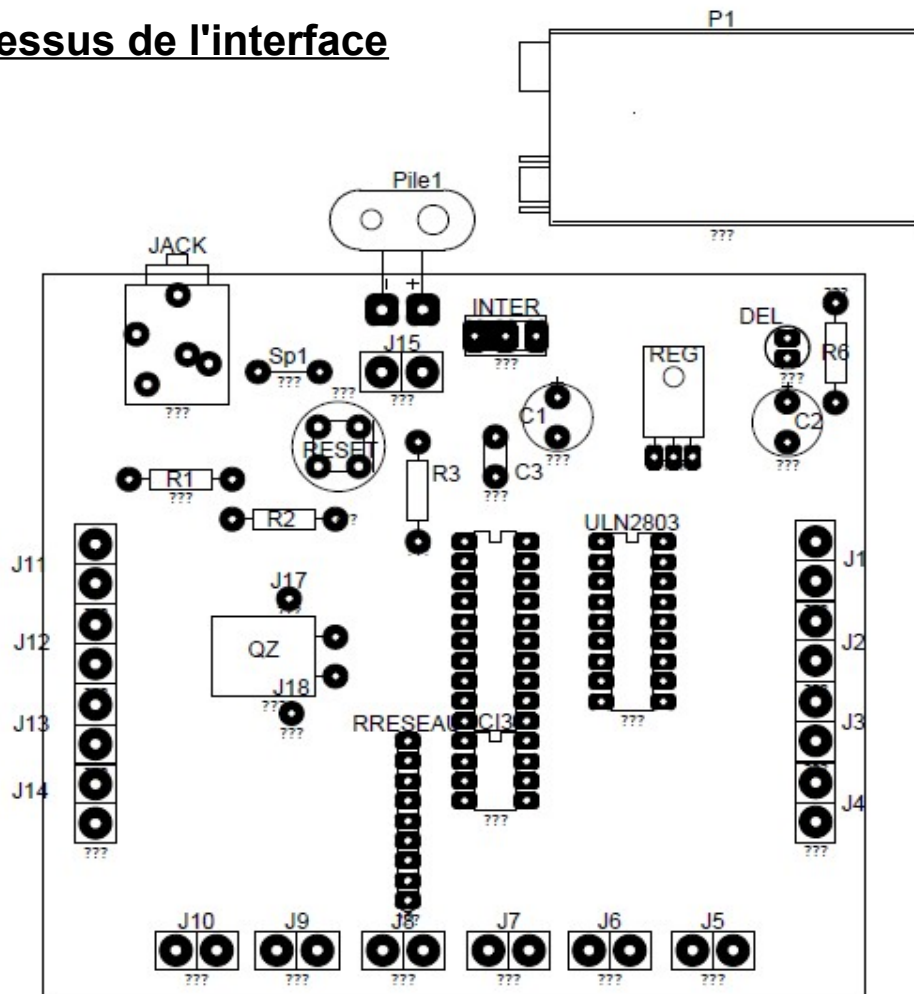 essus de l'interface
P1
???
Pile1
JACK
- +
INTER
???
DEL
R6
J15
Sp1
???
???
???
REG
???
???
+
C1
???
+
C2
???
RESET
R3
C3
???
R1
???
R2
?
ULN2803
J11
J1
J17
??
J12
J2
QZ
J18
???
???
RRESEAU
CI3
???
J13
J3
J14
J4
???
???
???
J10
J9
J8
J7
J6
J5
???
???
???
???
???
???